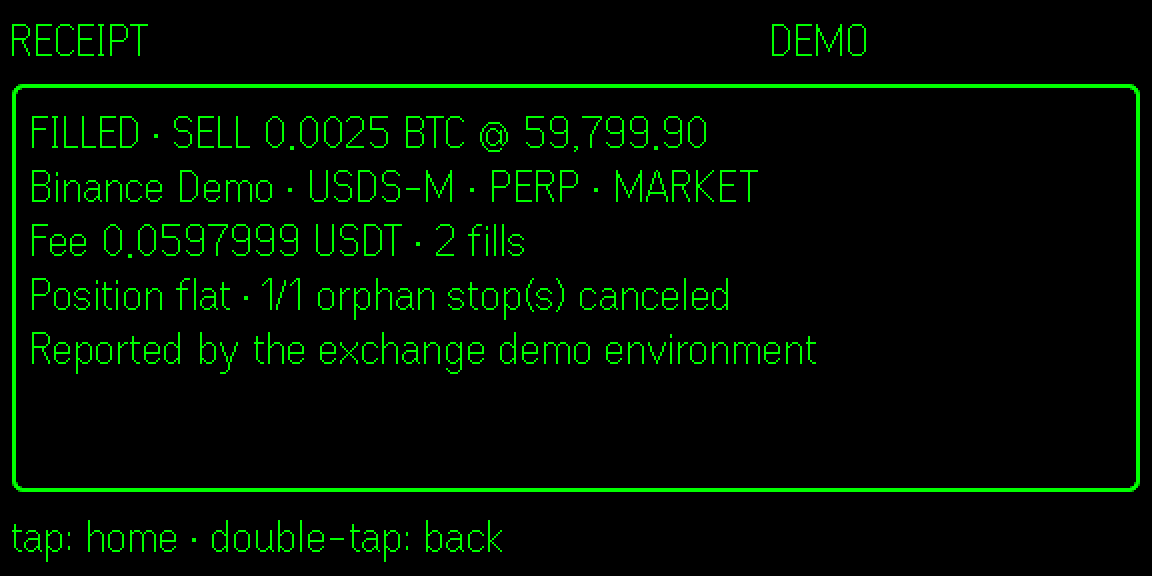 RECEIPT DEMO
FILLED · SELL 0.0025 BTC @ 59,799.90
Binance Demo · USDS-M · PERP · MARKET
Fee 0.0597999 USDT · 2 fills
Position flat · 1/1 orphan stop(s) canceled
Reported by the exchange demo environment
tap: home · double-tap: back